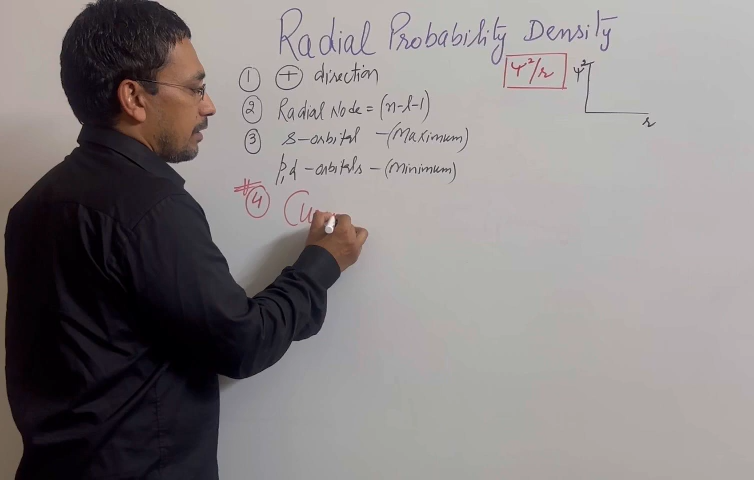 Radial Probability Density
① ⊕ direction
② Radial Node = (n-l-1)
③ s-orbital - (Maximum)
p,d - orbitals - (Minimum)
④ Cu
Ψ²/r
Ψ²
r